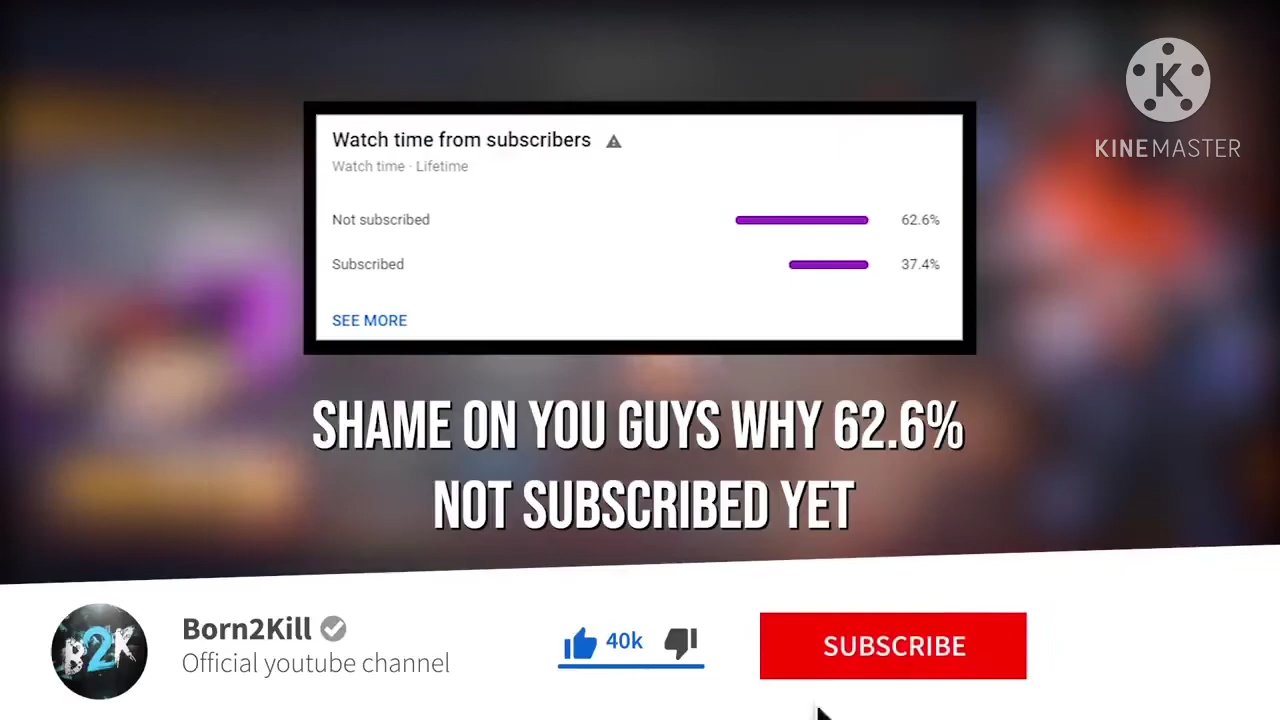 K
KINEMASTER
Watch time from subscribers
Watch time · Lifetime
Not subscribed 62.6%
Subscribed 37.4%
SEE MORE
SHAME ON YOU GUYS WHY 62.6%
NOT SUBSCRIBED YET
B2K
Born2Kill
Official youtube channel
40k
SUBSCRIBE